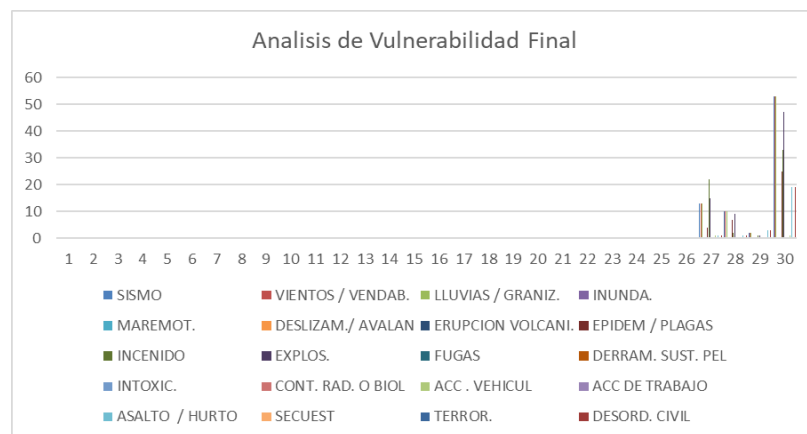 Analisis de Vulnerabilidad Final
60
50
40
30
20
10
0
1 2 3 4 5 6 7 8 9 10 11 12 13 14 15 16 17 18 19 20 21 22 23 24 25 26 27 28 29 30
SISMO VIENTOS / VENDAB. LLUVIAS / GRANIZ. INUNDA.
MAREMOT. DESLIZAM./ AVALAN ERUPCION VOLCANI. EPIDEM / PLAGAS
INCENIDO EXPLOS. FUGAS DERRAM. SUST. PEL
INTOXIC. CONT. RAD. O BIOL ACC . VEHICUL ACC DE TRABAJO
ASALTO / HURTO SECUEST TERROR. DESORD. CIVIL